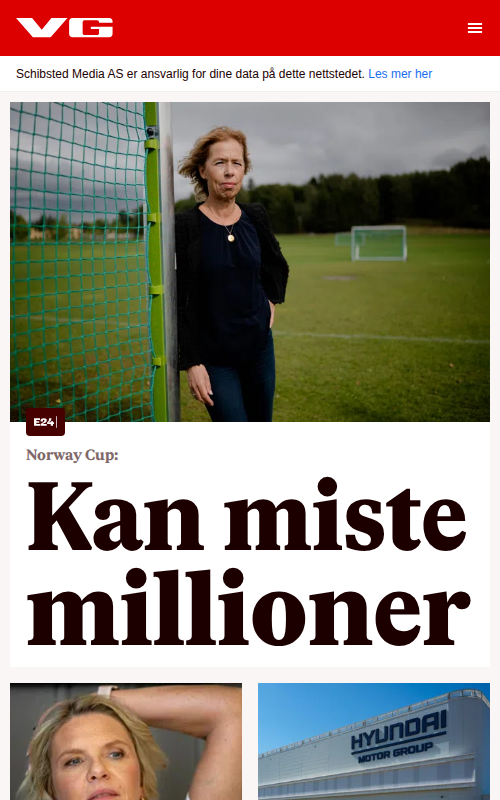 VG
Schibsted Media AS er ansvarlig for dine data på dette nettstedet. Les mer her
E24
Norway Cup:
Kan miste
millioner
HYUNDAI
MOTOR GROUP